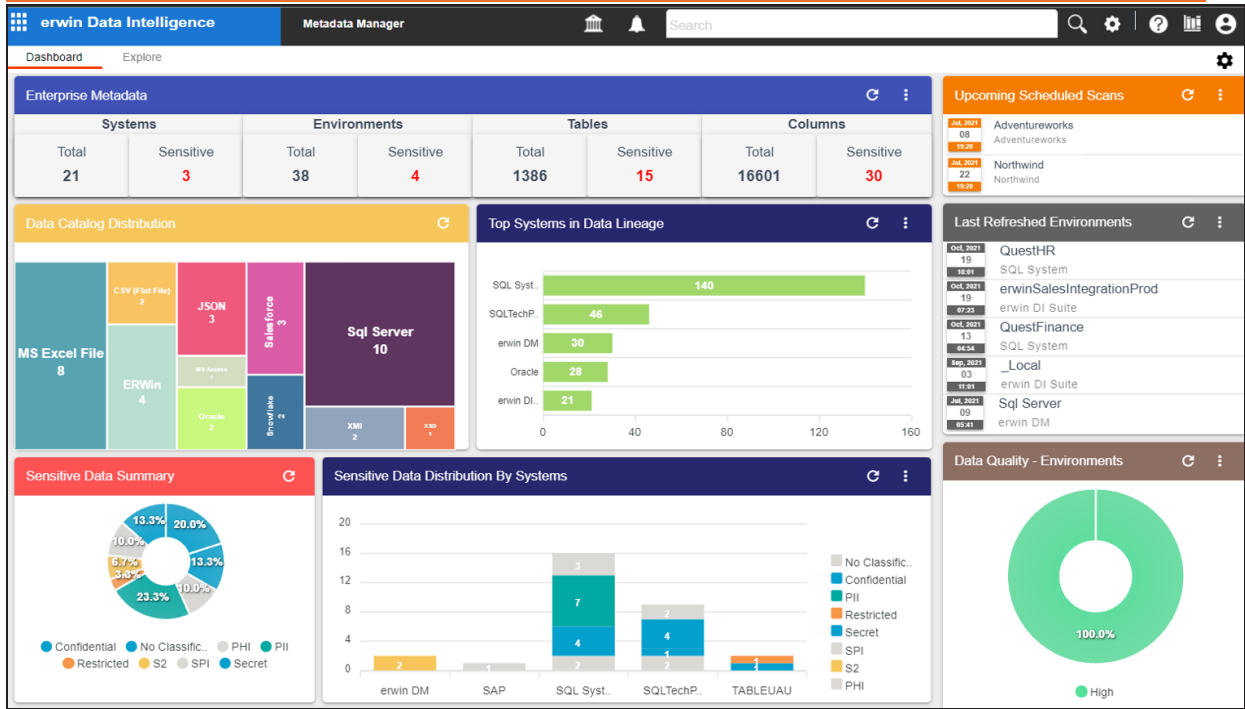 erwin Data Intelligence
Metadata Manager
Search
Dashboard
Explore
Enterprise Metadata
Systems
Environments
Tables
Columns
Total
Sensitive
Total
Sensitive
Total
Sensitive
Total
Sensitive
21
3
38
4
1386
15
16601
30
Upcoming Scheduled Scans
Jul, 2021
08
19:20
Adventureworks
Adventureworks
Jul, 2021
22
19:20
Northwind
Northwind
Data Catalog Distribution
MS Excel File
8
CSV (Flat File)
2
ERWin
4
JSON
3
MS Access
1
Oracle
2
Salesforce
3
Snowflake
2
Sql Server
10
XMI
2
XSD
1
Top Systems in Data Lineage
SQL Syst..
140
SQLTechP..
46
erwin DM
30
Oracle
28
erwin DI..
21
0
40
80
120
160
Last Refreshed Environments
Oct, 2021
19
10:01
QuestHR
SQL System
Oct, 2021
19
07:23
erwinSalesIntegrationProd
erwin DI Suite
Oct, 2021
13
04:54
QuestFinance
SQL System
Sep, 2021
03
11:01
_Local
erwin DI Suite
Jul, 2021
09
05:41
Sql Server
erwin DM
Sensitive Data Summary
13.3%
20.0%
10.0%
13.3%
6.7%
3.3%
10.0%
23.3%
Confidential
No Classific..
PHI
PII
Restricted
S2
SPI
Secret
Sensitive Data Distribution By Systems
20
16
12
8
4
0
2
1
3
7
4
2
2
4
1
2
1
1
erwin DM
SAP
SQL Syst..
SQLTechP..
TABLEUAU
No Classific..
Confidential
PII
Restricted
Secret
SPI
S2
PHI
Data Quality - Environments
100.0%
High